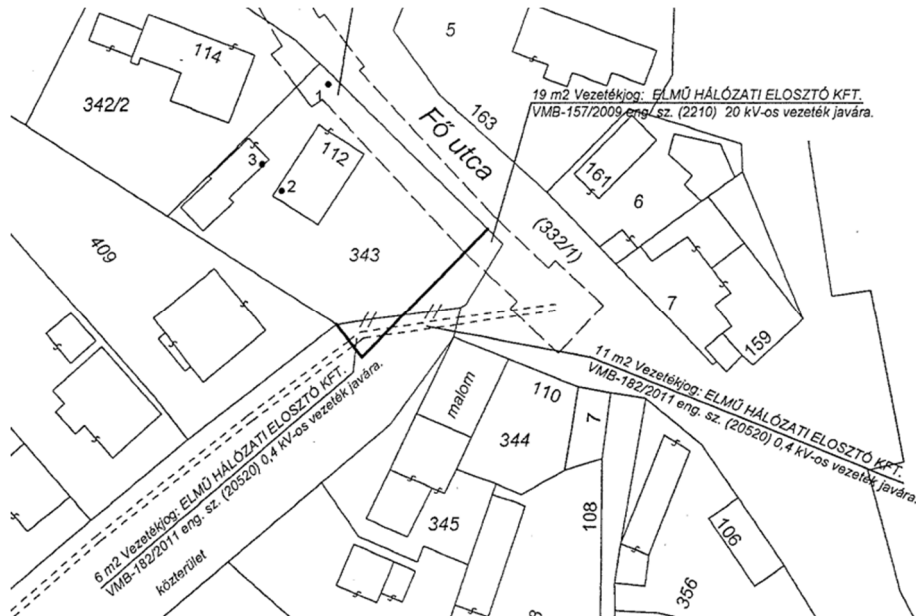 5
114
19 m2 Vezetékjog: ELMŰ HÁLÓZATI ELOSZTÓ KFT.
VMB-157/2009 eng. sz. (2210) 20 kV-os vezeték javára.
1
342/2
163
Fő utca
112
3
2
161
6
(332/1)
409
343
7
159
11 m2 Vezetékjog: ELMŰ HÁLÓZATI ELOSZTÓ KFT.
VMB-182/2011 eng. sz. (20520) 0,4 kV-os vezeték javára.
malom
110
7
344
6 m2 Vezetékjog: ELMŰ HÁLÓZATI ELOSZTÓ KFT.
VMB-182/2011 eng. sz. (20520) 0,4 kV-os vezeték javára.
közterület
345
108
106
356